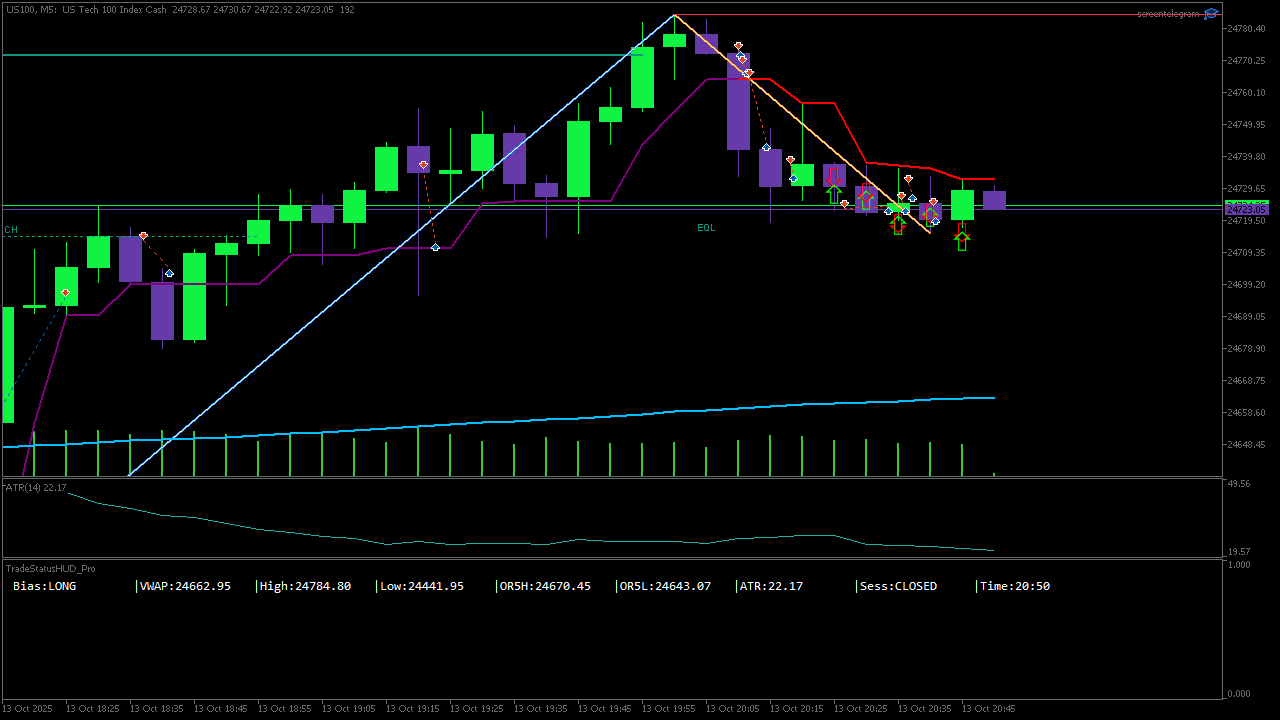 US100, M5: US Tech 100 Index Cash 24728.67 24730.67 24722.92 24723.05 192
screentelegram
24780.40
24770.25
24760.10
24749.95
24739.80
24729.65
24723.05
24719.50
24709.35
24699.20
24689.05
24678.90
24668.75
24658.60
24648.45
CH
EQL
ATR(14) 22.17
49.56
19.57
TradeStatusHUD_Pro
1.000
Bias:LONG |VWAP:24662.95 |High:24784.80 |Low:24441.95 |OR5H:24670.45 |OR5L:24643.07 |ATR:22.17 |Sess:CLOSED |Time:20:50
0.000
13 Oct 2025 13 Oct 18:25 13 Oct 18:35 13 Oct 18:45 13 Oct 18:55 13 Oct 19:05 13 Oct 19:15 13 Oct 19:25 13 Oct 19:35 13 Oct 19:45 13 Oct 19:55 13 Oct 20:05 13 Oct 20:15 13 Oct 20:25 13 Oct 20:35 13 Oct 20:45